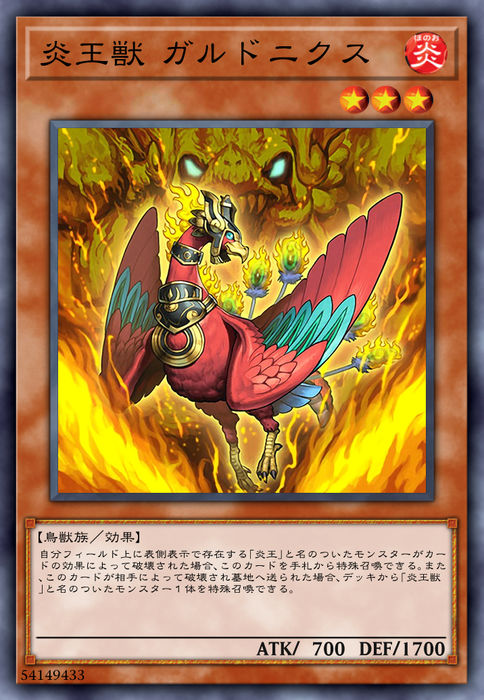 炎王獣 ガルドニクス
ほのお
炎
【鳥獣族／効果】
自分フィールド上に表側表示で存在する「炎王」と名のついたモンスターがカー
ドの効果によって破壊された場合、このカードを手札から特殊召喚できる。また
、このカードが相手によって破壊され墓地へ送られた場合、デッキから「炎王獣
」と名のついたモンスター１体を特殊召喚できる。
ATK/ 700 DEF/1700
54149433